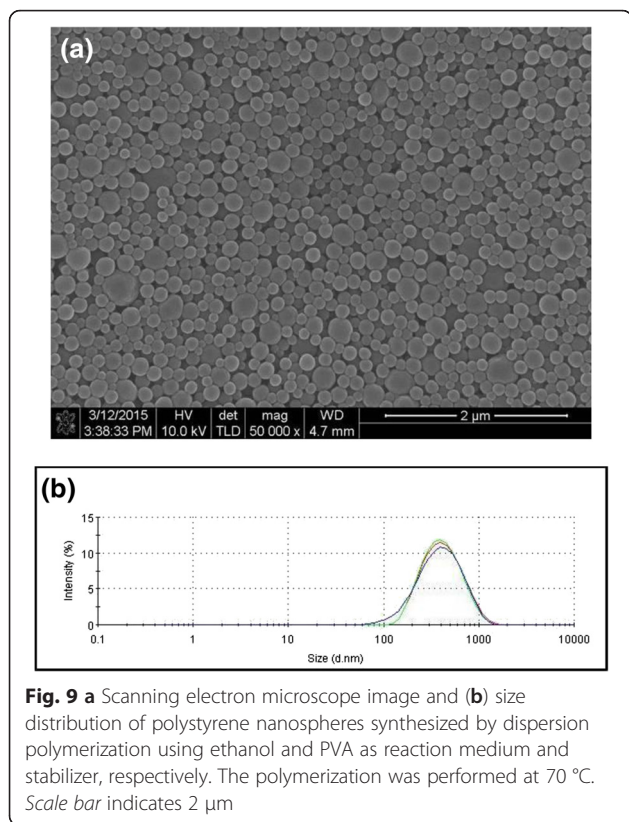 (a)
3/12/2015 HV det mag WD 2 µm
3:38:33 PM 10.0 kV TLD 50 000 x 4.7 mm
(b)
15
10
5
0
Intensity (%)
0.1 1 10 100 1000 10000
Size (d.nm)
Fig. 9 a Scanning electron microscope image and (b) size
distribution of polystyrene nanospheres synthesized by dispersion
polymerization using ethanol and PVA as reaction medium and
stabilizer, respectively. The polymerization was performed at 70 °C.
Scale bar indicates 2 µm